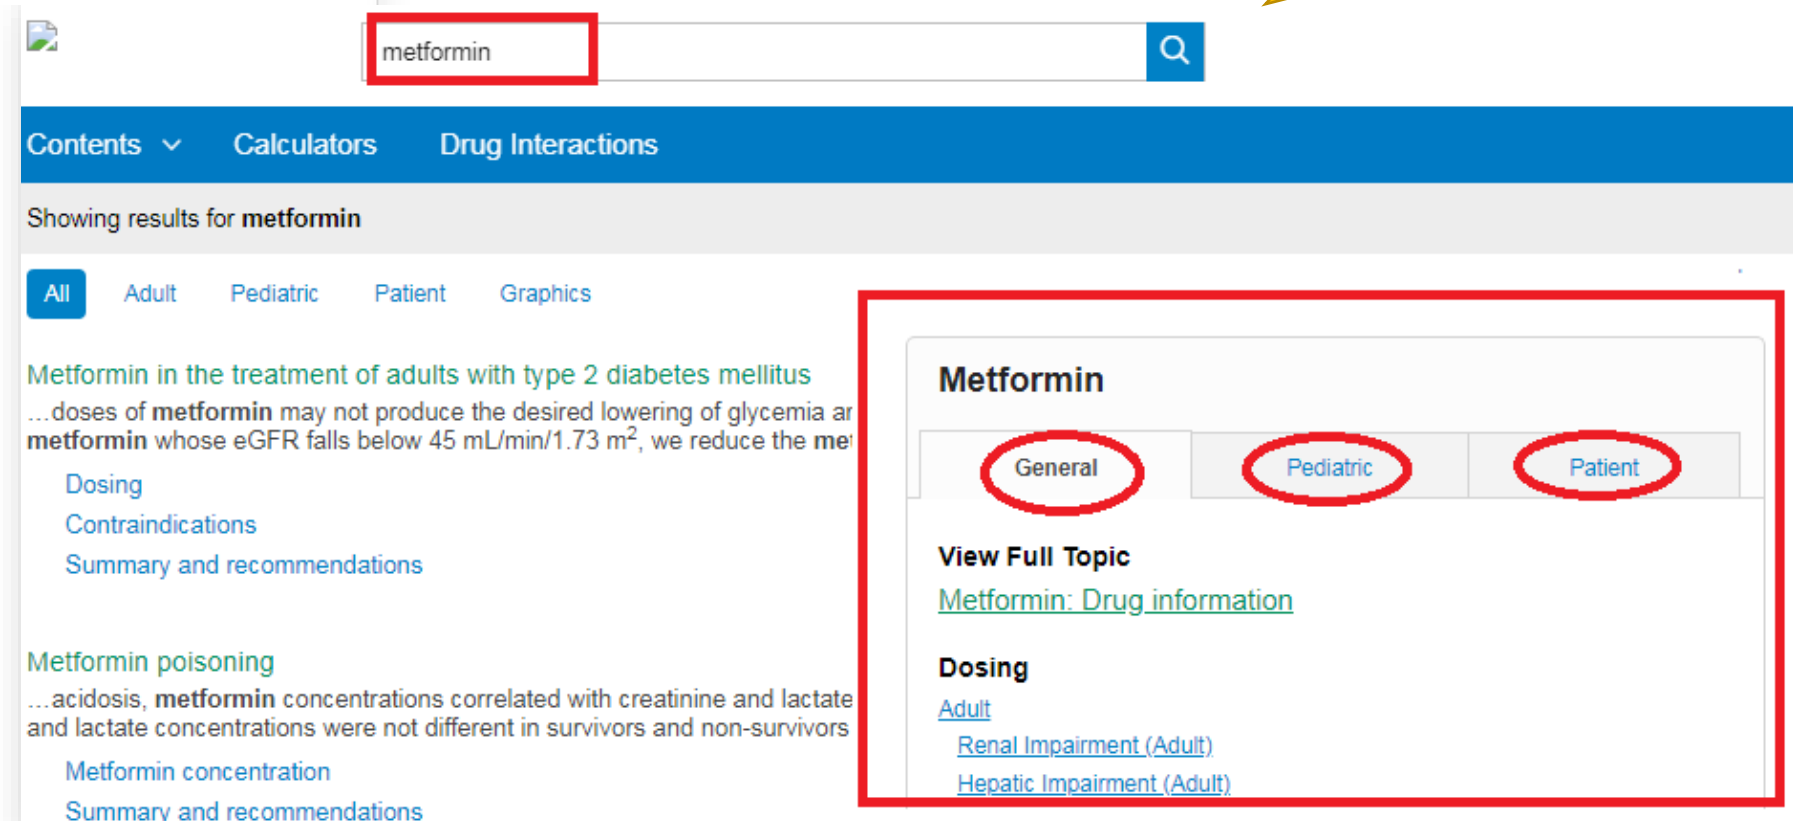 metformin
Contents
Calculators
Drug Interactions
Showing results for metformin
All
Adult
Pediatric
Patient
Graphics
Metformin in the treatment of adults with type 2 diabetes mellitus
…doses of metformin may not produce the desired lowering of glycemia ar
metformin whose eGFR falls below 45 mL/min/1.73 m², we reduce the met
Dosing
Contraindications
Summary and recommendations
Metformin poisoning
…acidosis, metformin concentrations correlated with creatinine and lactate
and lactate concentrations were not different in survivors and non-survivors
Metformin concentration
Summary and recommendations
Metformin
General
Pediatric
Patient
View Full Topic
Metformin: Drug information
Dosing
Adult
Renal Impairment (Adult)
Hepatic Impairment (Adult)